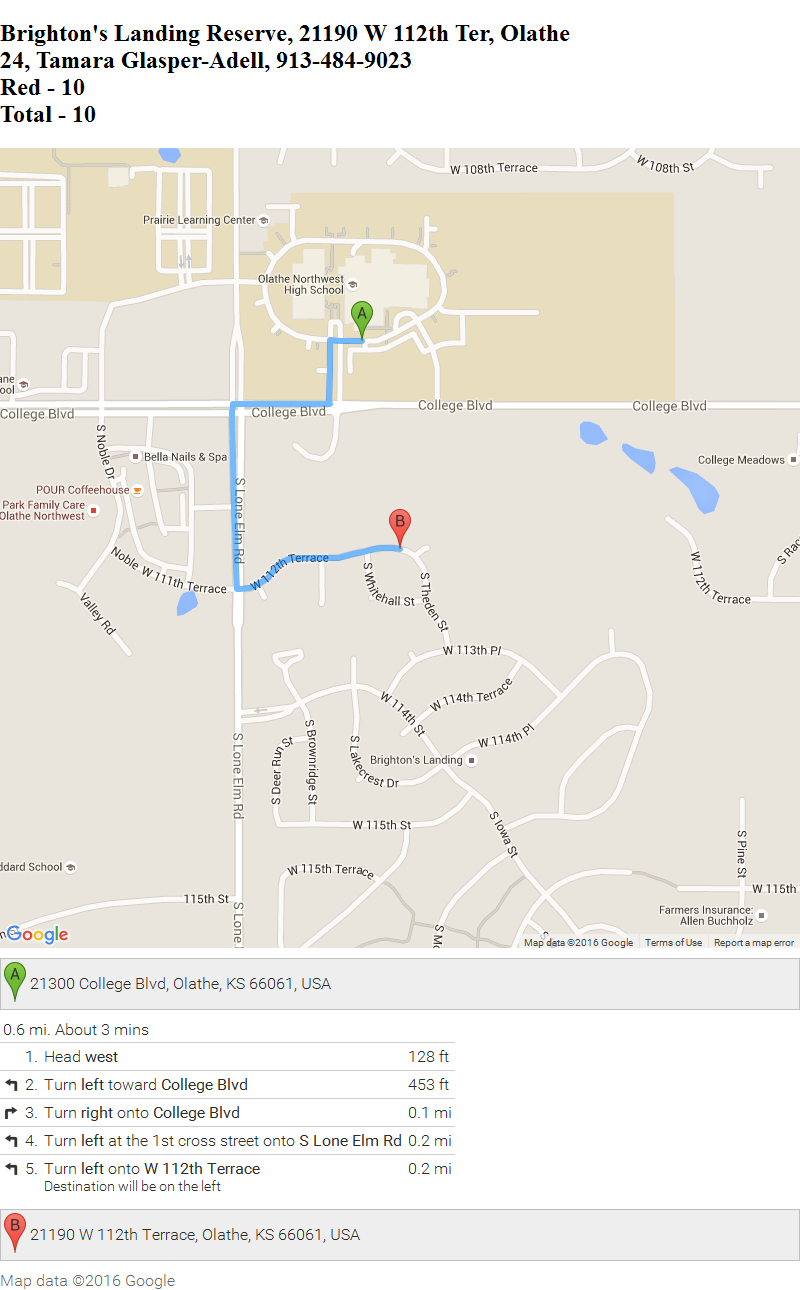 Brighton's Landing Reserve, 21190 W 112th Ter, Olathe
24, Tamara Glasper-Adell, 913-484-9023
Red - 10
Total - 10
W 108th Terrace
W 108th St
Prairie Learning Center
Olathe Northwest
High School
A
College Blvd
College Blvd
College Blvd
College Blvd
S Noble Dr
Bella Nails & Spa
College Meadows
POUR Coffeehouse
Park Family Care
Olathe Northwest
S Lone Elm Rd
B
Noble
W 111th Terrace
W 112th Terrace
W 112th Terrace
Valley Rd
S Whitehall St
S Theden St
W 113th Pl
W 114th Terrace
W 114th St
W 114th Pl
S Lone Elm Rd
S Deer Run St
S Brownridge St
S Lakecrest Dr
Brighton's Landing
W 115th St
S Iowa St
S Pine St
ddard School
W 115th Terrace
115th St
S Lone
W 115th
Farmers Insurance:
Allen Buchholz
Google
Map data ©2016 Google Terms of Use Report a map error
A 21300 College Blvd, Olathe, KS 66061, USA
0.6 mi. About 3 mins
1. Head west 128 ft
2. Turn left toward College Blvd 453 ft
3. Turn right onto College Blvd 0.1 mi
4. Turn left at the 1st cross street onto S Lone Elm Rd 0.2 mi
5. Turn left onto W 112th Terrace 0.2 mi
Destination will be on the left
B 21190 W 112th Terrace, Olathe, KS 66061, USA
Map data ©2016 Google